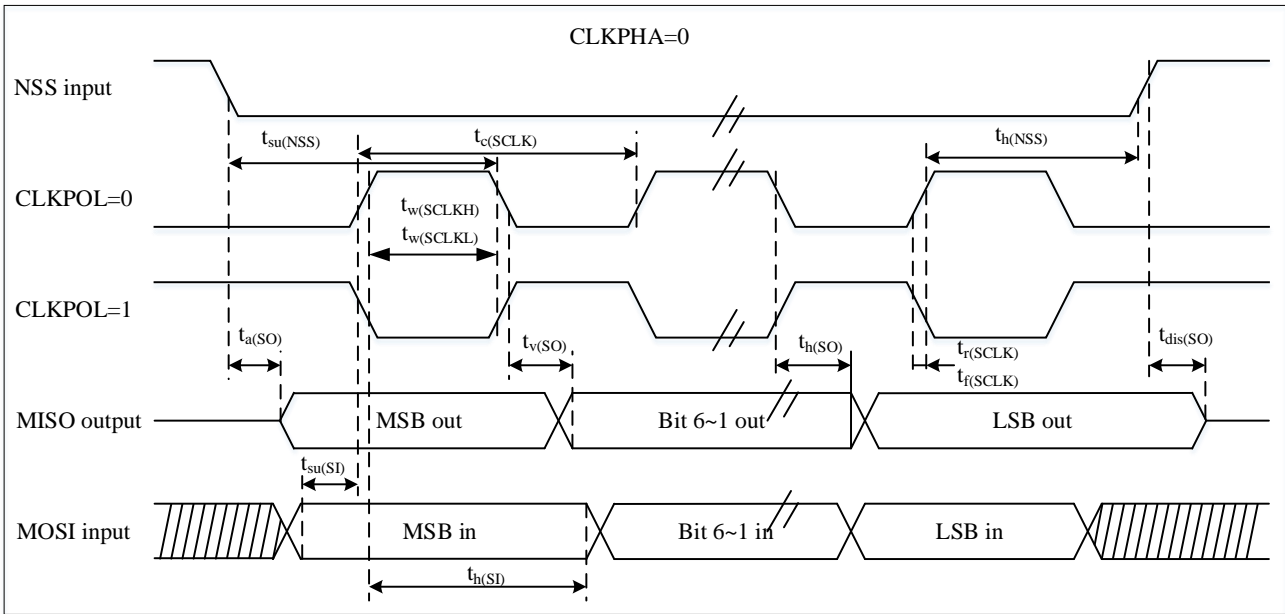 CLKPHA=0
NSS input
tsu(NSS)
tc(SCLK)
th(NSS)
CLKPOL=0
tw(SCLKH)
tw(SCLKL)
CLKPOL=1
ta(SO)
tv(SO)
th(SO)
tr(SCLK)
tf(SCLK)
tdis(SO)
MISO output
MSB out
Bit 6~1 out
LSB out
tsu(SI)
MOSI input
MSB in
Bit 6~1 in
LSB in
th(SI)